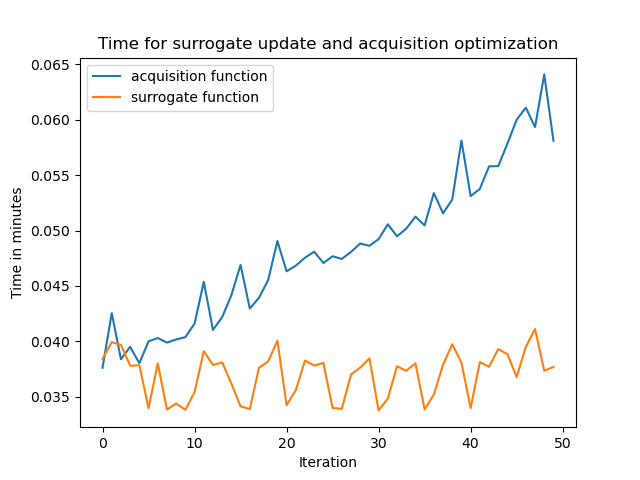 Time for surrogate update and acquisition optimization
acquisition function
surrogate function
Time in minutes
0.065
0.060
0.055
0.050
0.045
0.040
0.035
0
10
20
30
40
50
Iteration